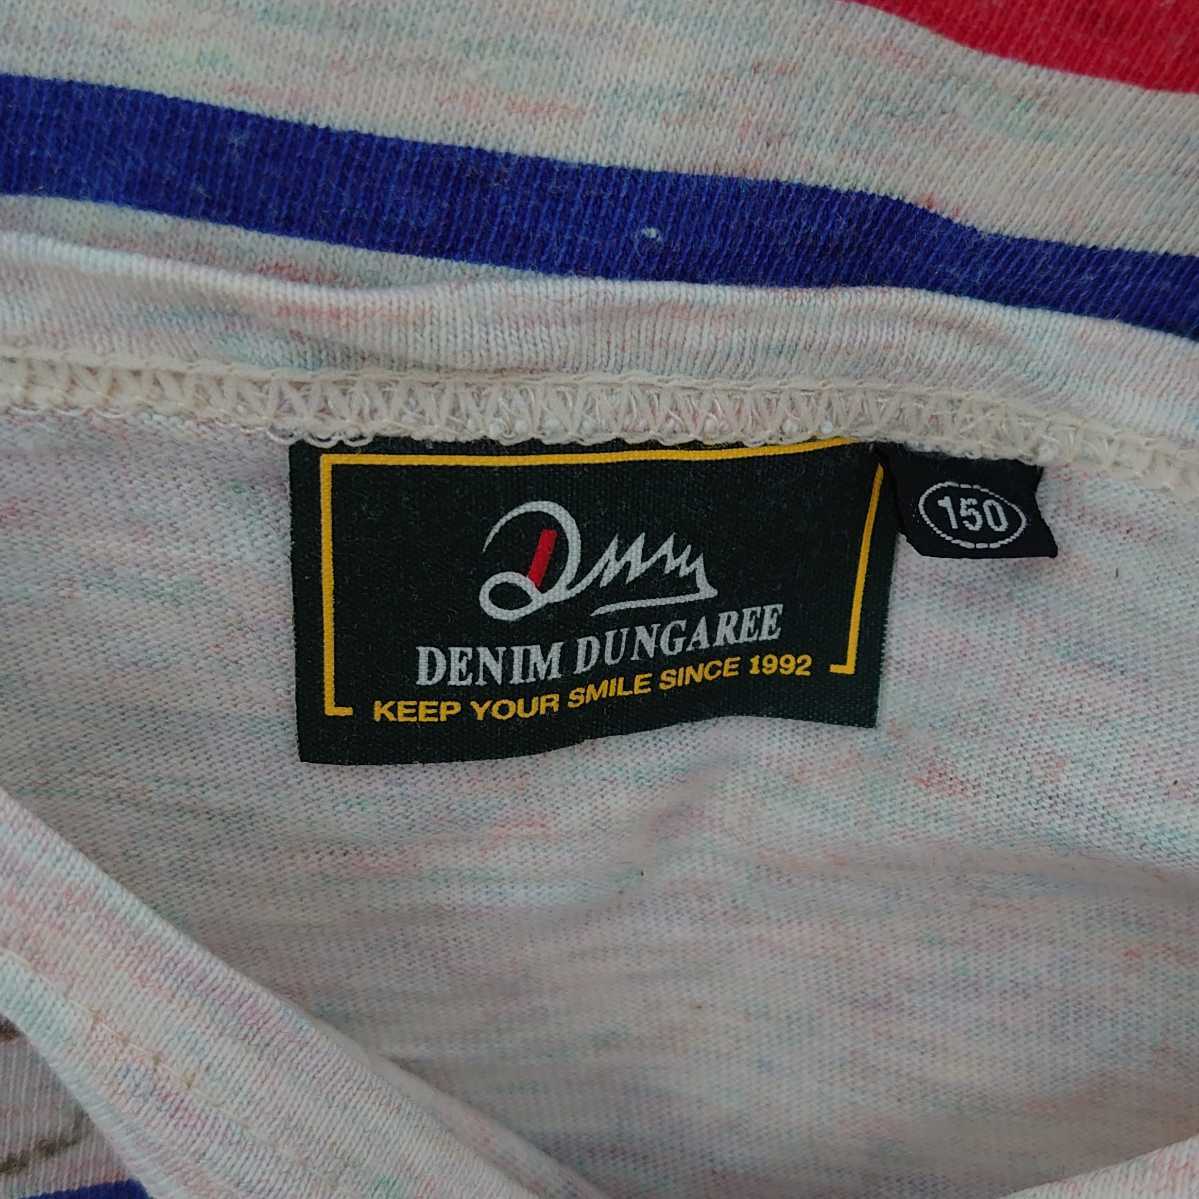 DENIM DUNGAREE
KEEP YOUR SMILE SINCE 1992
150